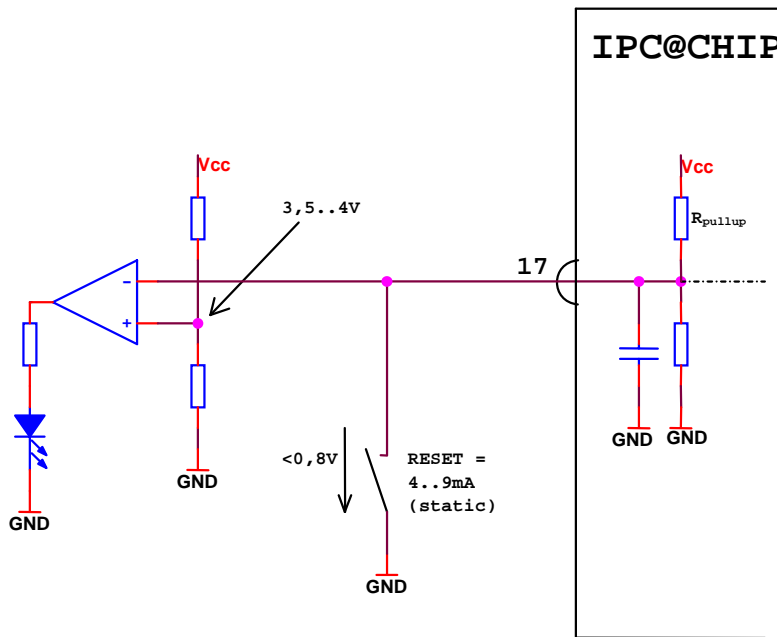 IPC@CHIP
Vcc
Vcc
3,5..4V
Rpullup
17
-
+
<0,8V
RESET =
4..9mA
(static)
GND
GND
GND
GND
GND